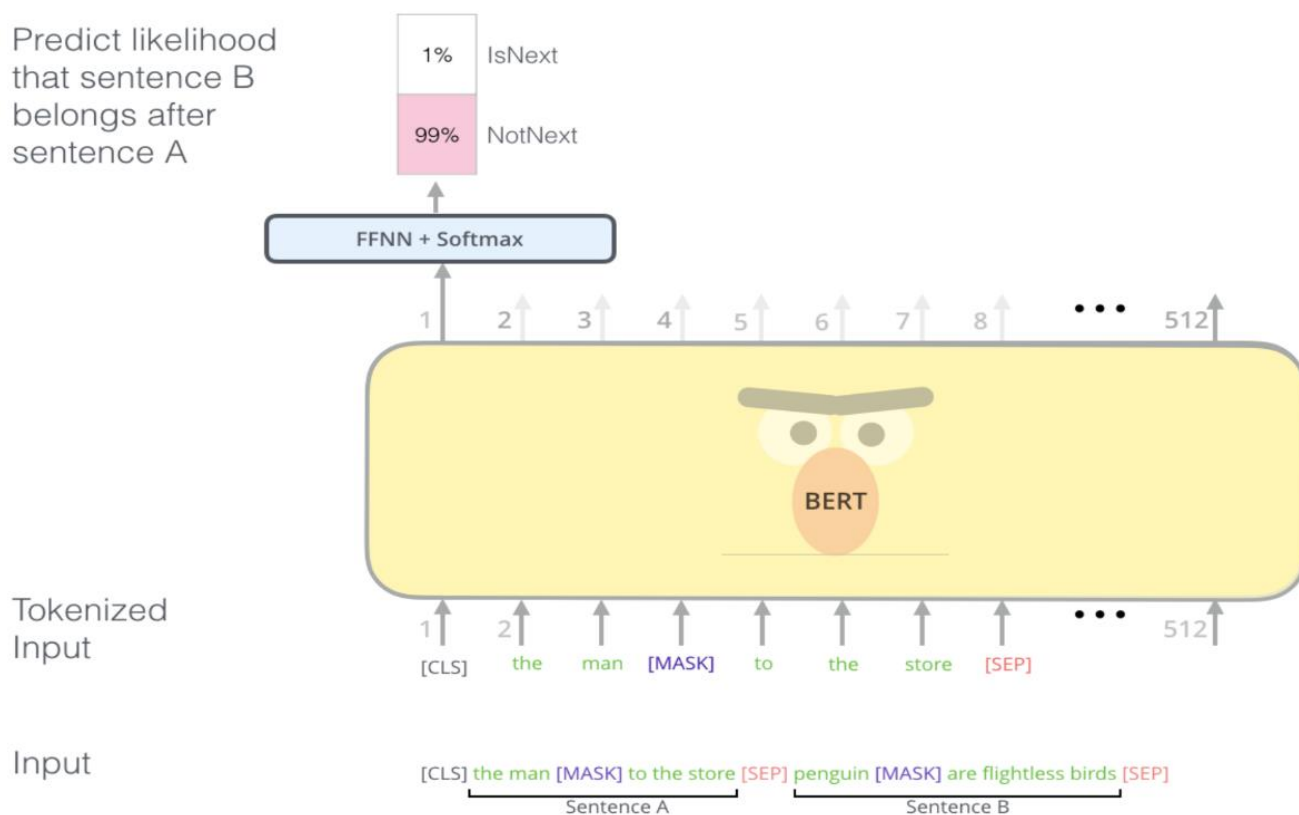 Predict likelihood
that sentence B
belongs after
sentence A
1% IsNext
99% NotNext
FFNN + Softmax
1 2 3 4 5 6 7 8 ••• 512
BERT
Tokenized
Input
1 2 ••• 512
[CLS] the man [MASK] to the store [SEP]
Input
[CLS] the man [MASK] to the store [SEP] penguin [MASK] are flightless birds [SEP]
Sentence A Sentence B